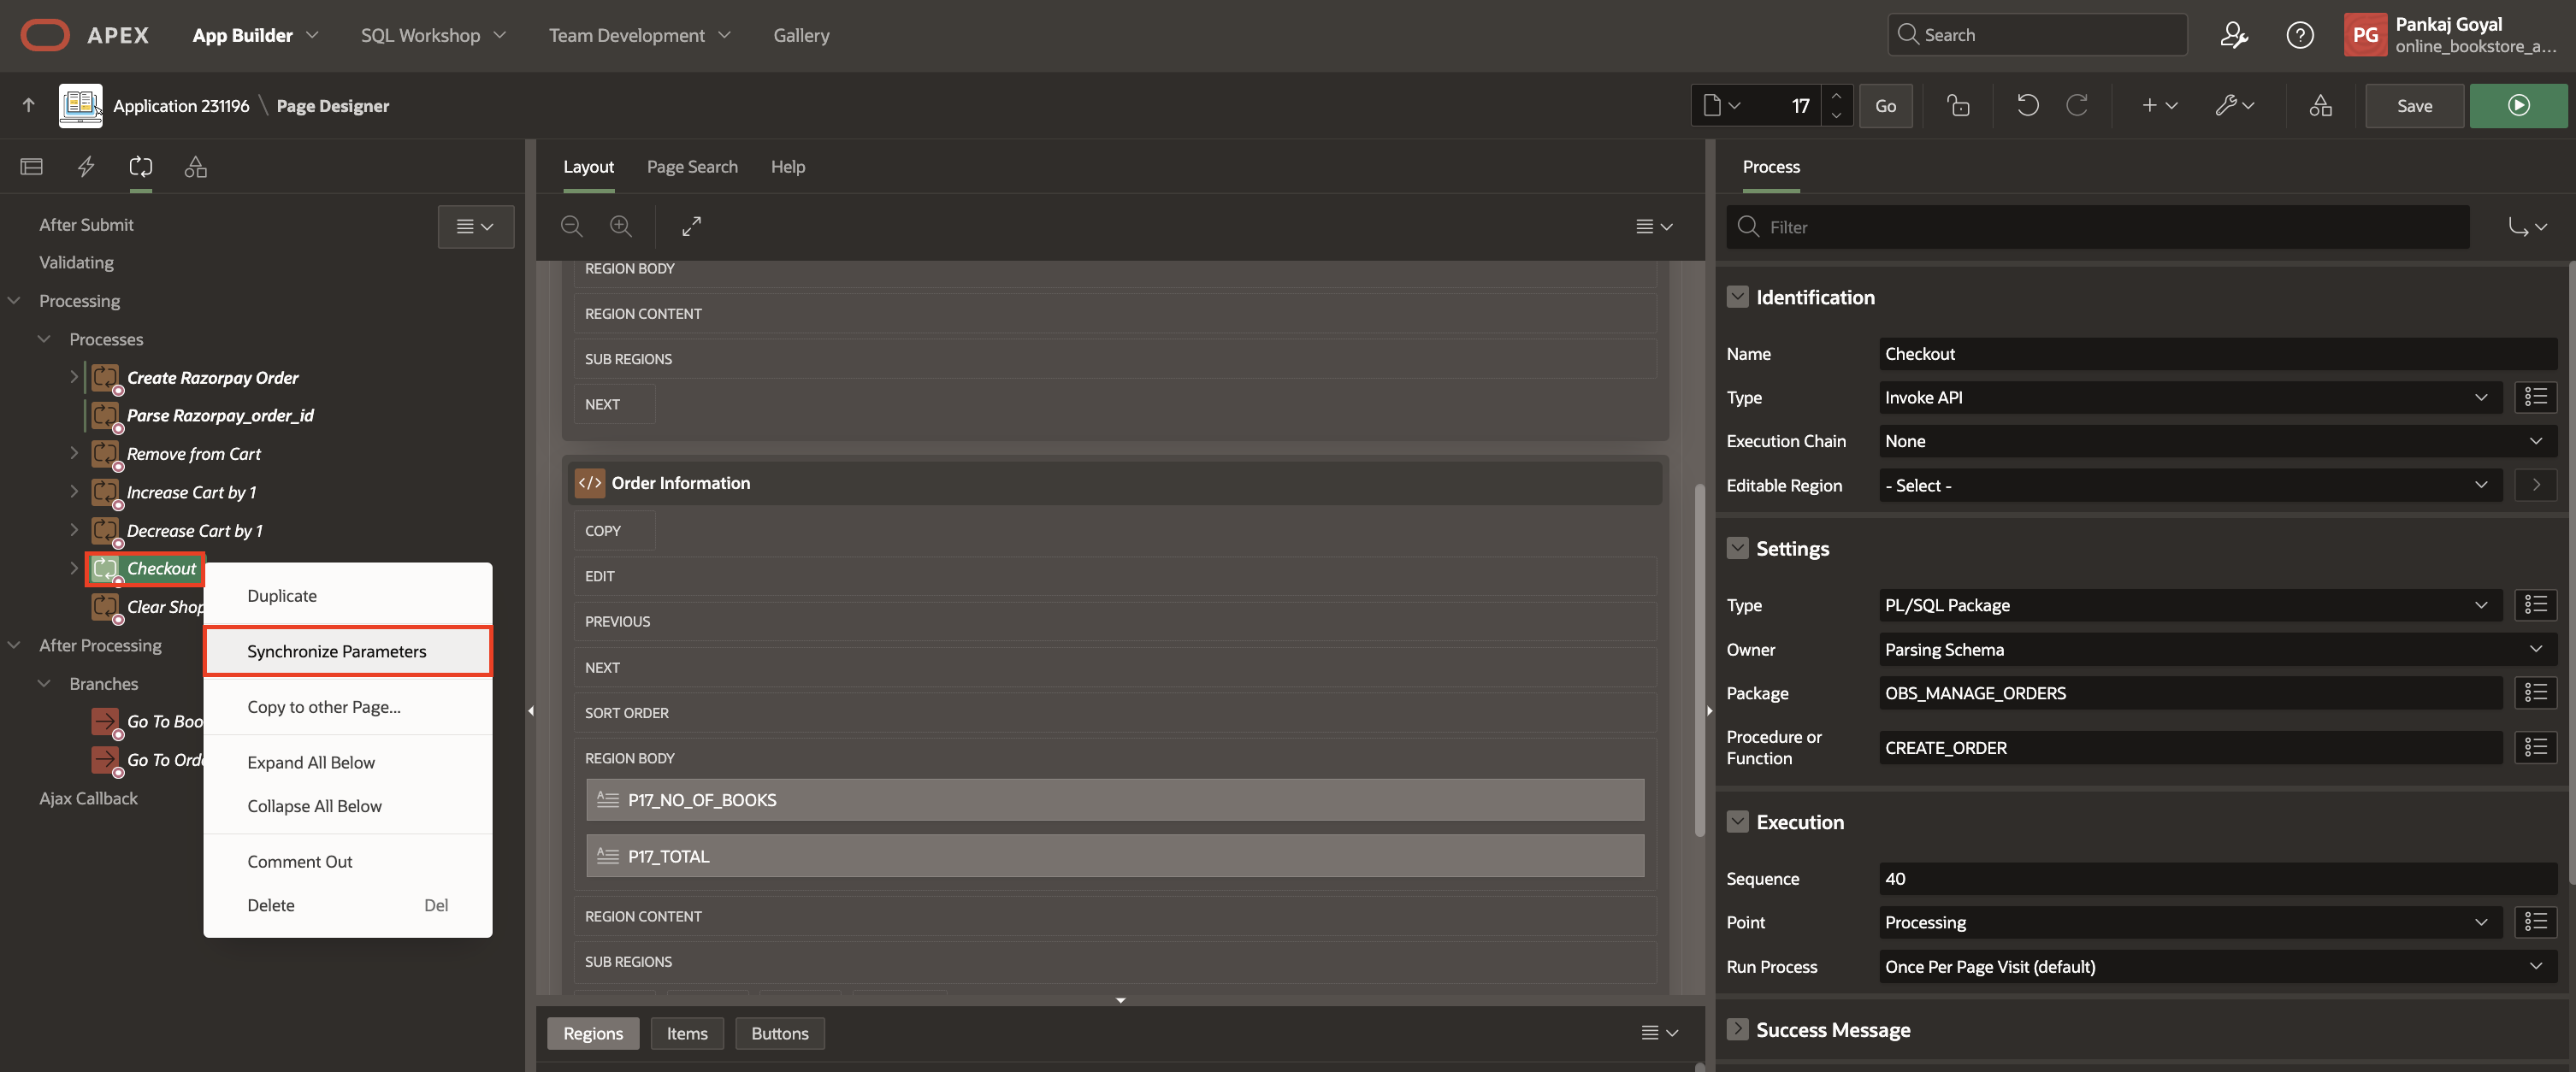 APEX
App Builder
SQL Workshop
Team Development
Gallery
Search
PG
Pankaj Goyal
online_bookstore_a...
Application 231196 \ Page Designer
17
Go
Save
After Submit
Validating
Processing
Processes
Create Razorpay Order
Parse Razorpay_order_id
Remove from Cart
Increase Cart by 1
Decrease Cart by 1
Checkout
Clear Shop
After Processing
Branches
Go To Boo
Go To Orde
Ajax Callback
Duplicate
Synchronize Parameters
Copy to other Page...
Expand All Below
Collapse All Below
Comment Out
Delete Del
Layout
Page Search
Help
REGION BODY
REGION CONTENT
SUB REGIONS
NEXT
</> Order Information
COPY
EDIT
PREVIOUS
NEXT
SORT ORDER
REGION BODY
P17_NO_OF_BOOKS
P17_TOTAL
REGION CONTENT
SUB REGIONS
Regions
Items
Buttons
Process
Filter
Identification
Name Checkout
Type Invoke API
Execution Chain None
Editable Region - Select -
Settings
Type PL/SQL Package
Owner Parsing Schema
Package OBS_MANAGE_ORDERS
Procedure or
Function CREATE_ORDER
Execution
Sequence 40
Point Processing
Run Process Once Per Page Visit (default)
Success Message